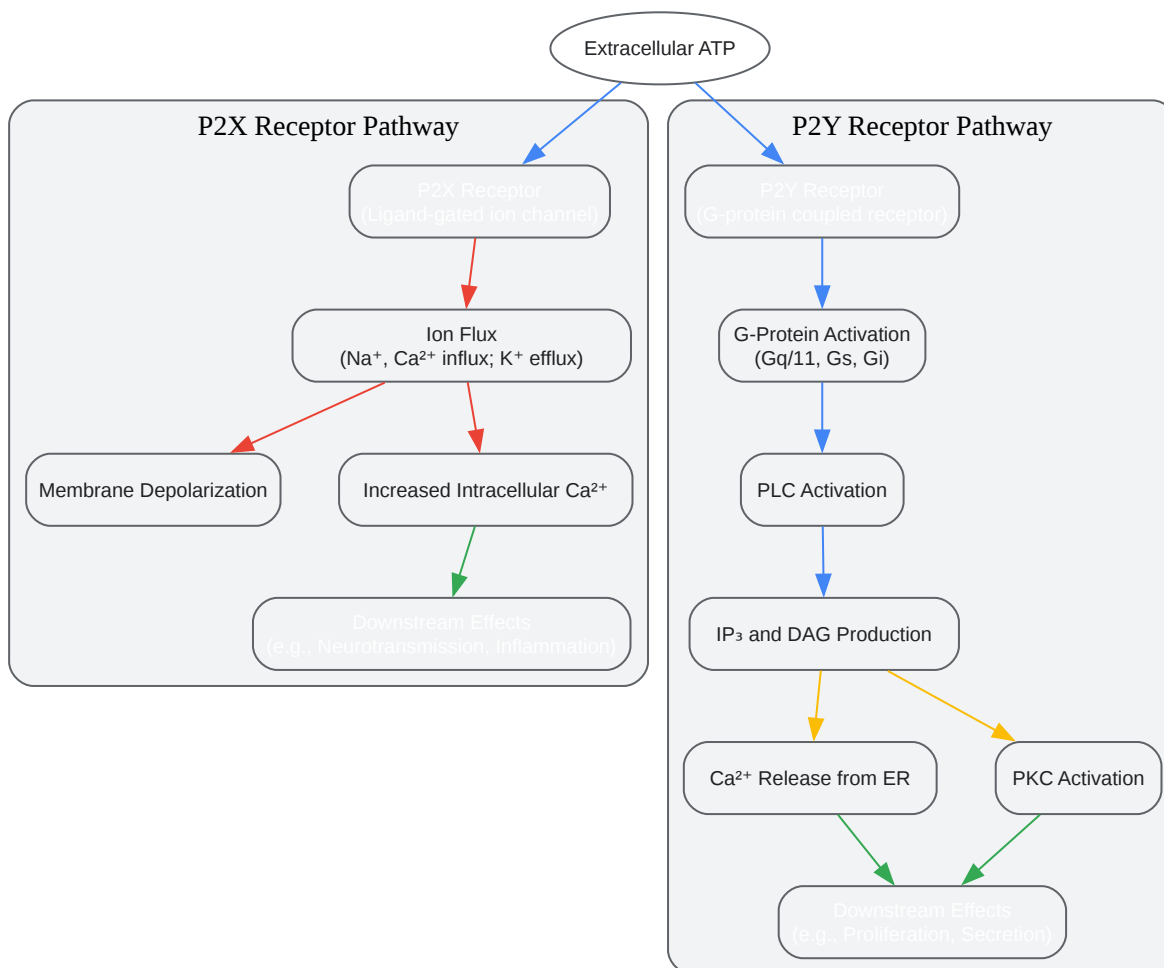 Extracellular ATP
P2X Receptor Pathway
P2X Receptor
(Ligand-gated ion channel)
Ion Flux
(Na⁺, Ca²⁺ influx; K⁺ efflux)
Membrane Depolarization
Increased Intracellular Ca²⁺
Downstream Effects
(e.g., Neurotransmission, Inflammation)
P2Y Receptor Pathway
P2Y Receptor
(G-protein coupled receptor)
G-Protein Activation
(Gq/11, Gs, Gi)
PLC Activation
IP₃ and DAG Production
Ca²⁺ Release from ER
PKC Activation
Downstream Effects
(e.g., Proliferation, Secretion)